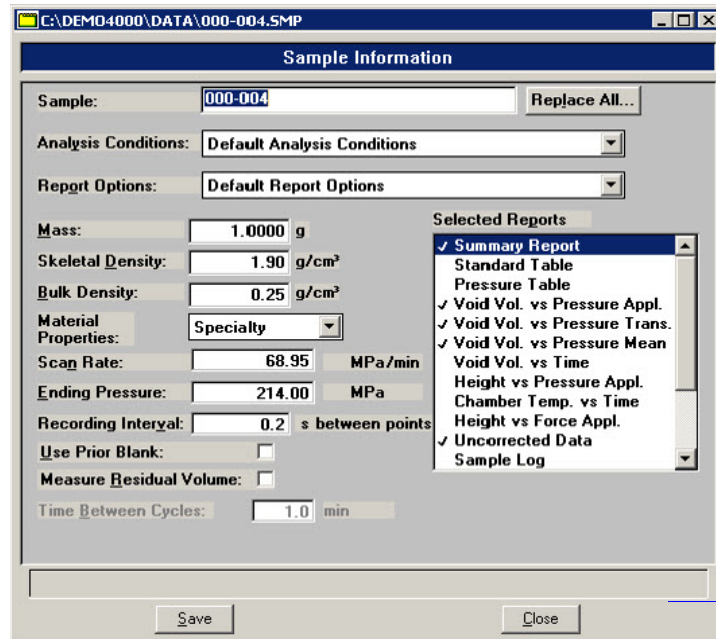 C:\DEMO4000\DATA\000-004.SMP
Sample Information
Sample: 000-004 Replace All...
Analysis Conditions: Default Analysis Conditions
Report Options: Default Report Options
Mass: 1.0000 g
Skeletal Density: 1.90 g/cm³
Bulk Density: 0.25 g/cm³
Material Properties: Specialty
Scan Rate: 68.95 MPa/min
Ending Pressure: 214.00 MPa
Recording Interval: 0.2 s between points
Use Prior Blank:
Measure Residual Volume:
Time Between Cycles: 1.0 min
Selected Reports
✓ Summary Report
Standard Table
Pressure Table
✓ Void Vol. vs Pressure Appl.
✓ Void Vol. vs Pressure Trans.
✓ Void Vol. vs Pressure Mean
Void Vol. vs Time
Height vs Pressure Appl.
Chamber Temp. vs Time
Height vs Force Appl.
✓ Uncorrected Data
Sample Log
Save Close